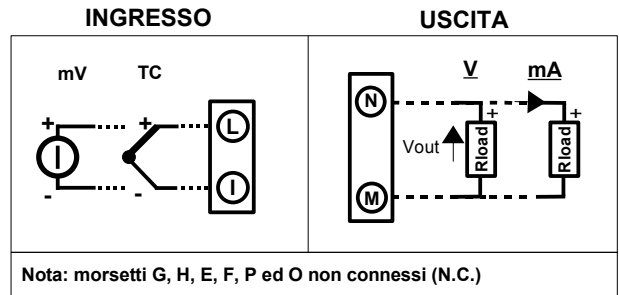 INGRESSO USCITA
mV TC V mA
+ + L N + +
Vout Rload Rload
- - I M
Nota: morsetti G, H, E, F, P ed O non connessi (N.C.)